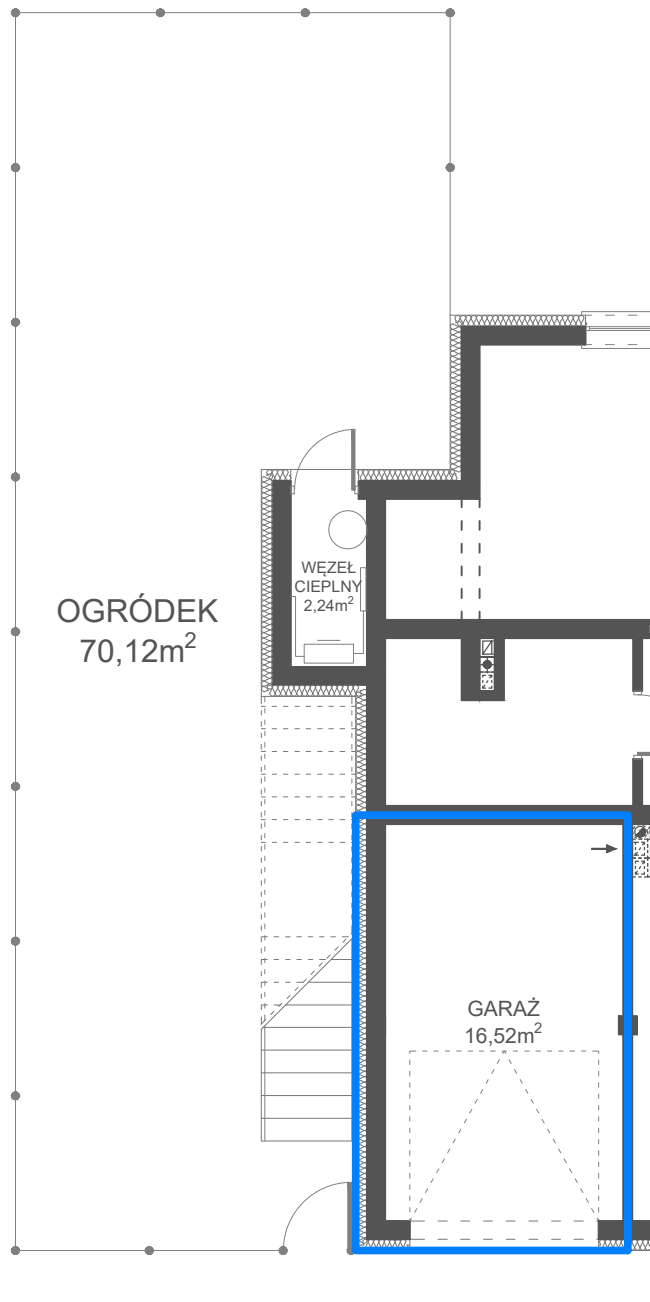 WĘZEŁ
CIEPLNY
2,24m²
OGRÓDEK
70,12m²
GARAŻ
16,52m²